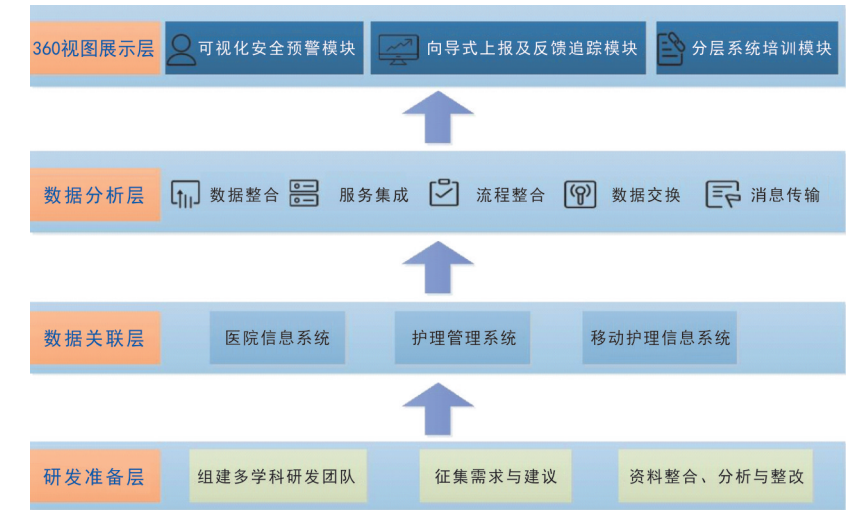 360视图展示层 可视化安全预警模块 向导式上报及反馈追踪模块 分层系统培训模块
数据分析层 数据整合 服务集成 流程整合 数据交换 消息传输
数据关联层 医院信息系统 护理管理系统 移动护理信息系统
研发准备层 组建多学科研发团队 征集需求与建议 资料整合、分析与整改